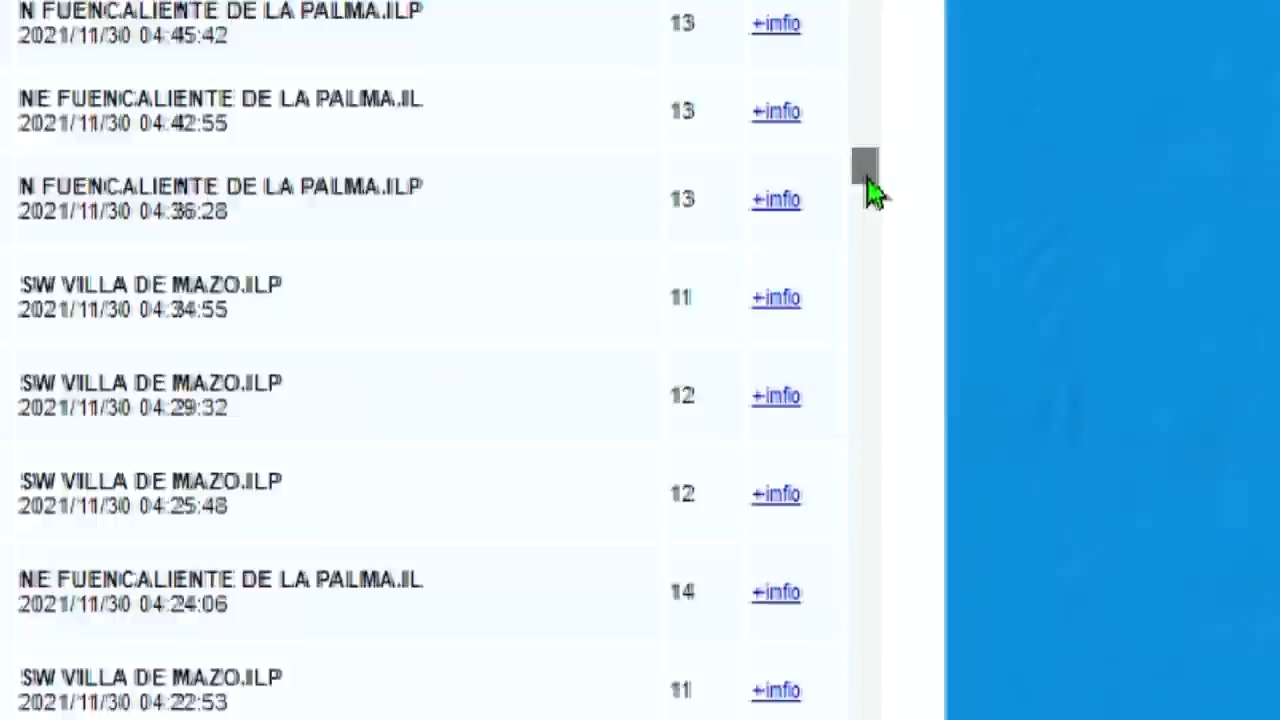 N FUENCALIENTE DE LA PALMA.ILP
2021/11/30 04:45:42
13
+info
NE FUENCALIENTE DE LA PALMA.IL
2021/11/30 04:42:55
13
+info
N FUENCALIENTE DE LA PALMA.ILP
2021/11/30 04:36:28
13
+info
SW VILLA DE MAZO.ILP
2021/11/30 04:34:55
11
+info
SW VILLA DE MAZO.ILP
2021/11/30 04:29:32
12
+info
SW VILLA DE MAZO.ILP
2021/11/30 04:25:48
12
+info
NE FUENCALIENTE DE LA PALMA.IL
2021/11/30 04:24:06
14
+info
SW VILLA DE MAZO.ILP
2021/11/30 04:22:53
11
+info